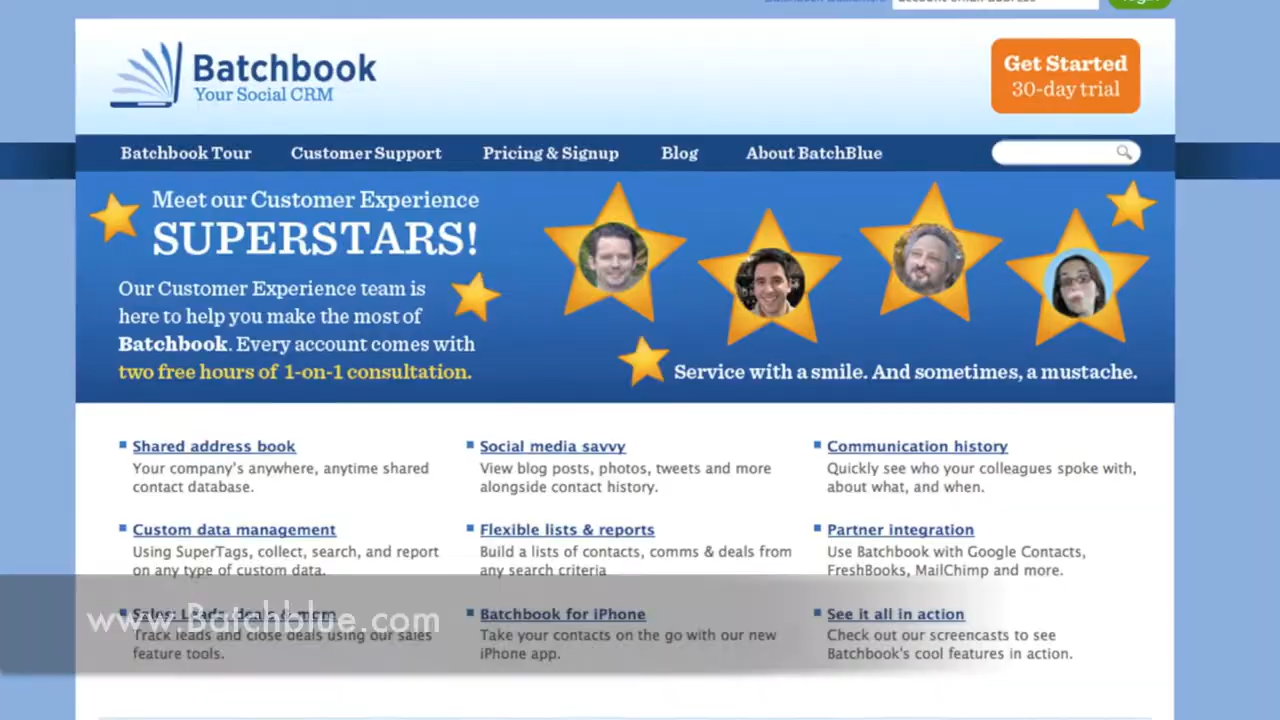 Batchbook
Your Social CRM
Get Started
30-day trial
Batchbook Tour
Customer Support
Pricing & Signup
Blog
About BatchBlue
Meet our Customer Experience
SUPERSTARS!
Our Customer Experience team is
here to help you make the most of
Batchbook. Every account comes with
two free hours of 1-on-1 consultation.
Service with a smile. And sometimes, a mustache.
Shared address book
Your company's anywhere, anytime shared
contact database.
Social media savvy
View blog posts, photos, tweets and more
alongside contact history.
Communication history
Quickly see who your colleagues spoke with,
about what, and when.
Custom data management
Using SuperTags, collect, search, and report
on any type of custom data.
Flexible lists & reports
Build a lists of contacts, comms & deals from
any search criteria
Partner integration
Use Batchbook with Google Contacts,
FreshBooks, MailChimp and more.
www.Batchblue.com
Sales: Leads, deals & more
Track leads and close deals using our sales
feature tools.
Batchbook for iPhone
Take your contacts on the go with our new
iPhone app.
See it all in action
Check out our screencasts to see
Batchbook's cool features in action.